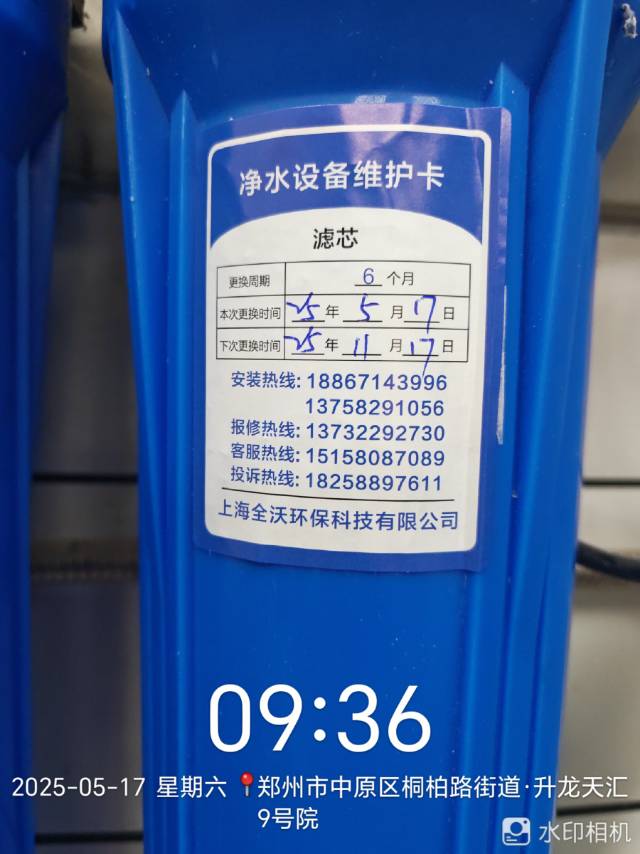 净水设备维护卡
滤芯
更换周期 6 个月
本次更换时间 25 年 5 月 17 日
下次更换时间 25 年 11 月 17 日
安装热线: 18867143996
13758291056
报修热线: 13732292730
客服热线: 15158087089
投诉热线: 18258897611
上海全沃环保科技有限公司
09:36
2025-05-17 星期六 郑州市中原区桐柏路街道·升龙天汇
9号院
水印相机